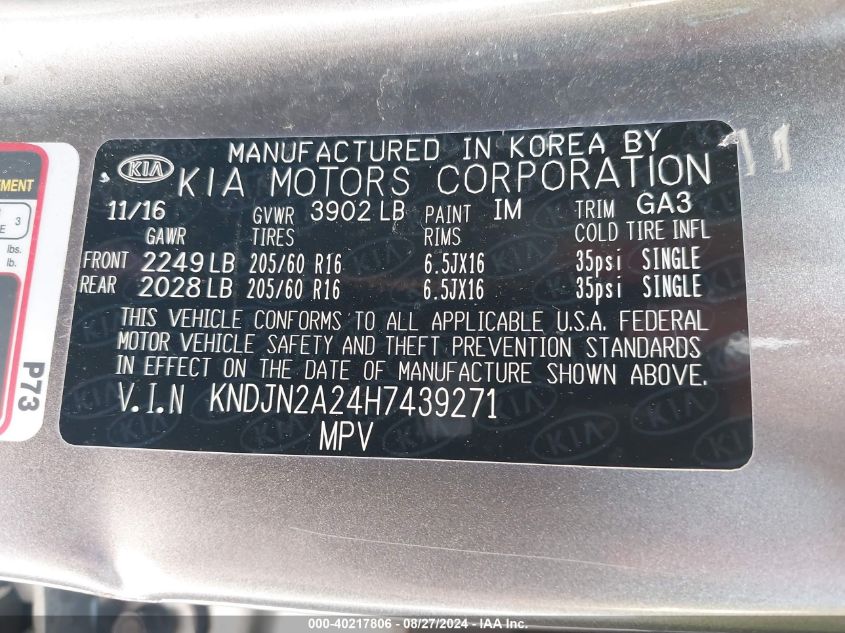 MANUFACTURED IN KOREA BY
KIA KIA MOTORS CORPORATION
11/16 GVWR 3902 LB PAINT IM TRIM GA3
GAWR TIRES RIMS COLD TIRE INFL
FRONT 2249 LB 205/60 R16 6.5JX16 35psi SINGLE
REAR 2028 LB 205/60 R16 6.5JX16 35psi SINGLE
THIS VEHICLE CONFORMS TO ALL APPLICABLE U.S.A. FEDERAL
MOTOR VEHICLE SAFETY AND THEFT PREVENTION STANDARDS
IN EFFECT ON THE DATE OF MANUFACTURE SHOWN ABOVE.
V.I.N KNDJN2A24H7439271
MPV
3
lbs.
lb.
P73
000-40217806 - 08/27/2024 - IAA Inc.